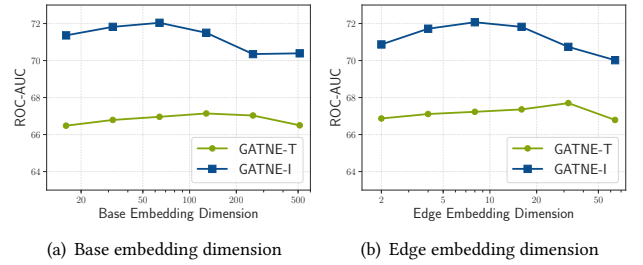 72
70
68
66
64
ROC-AUC
20
50
100
200
500
Base Embedding Dimension
GATNE-T
GATNE-I
(a) Base embedding dimension
72
70
68
66
64
ROC-AUC
2
5
10
20
50
Edge Embedding Dimension
GATNE-T
GATNE-I
(b) Edge embedding dimension